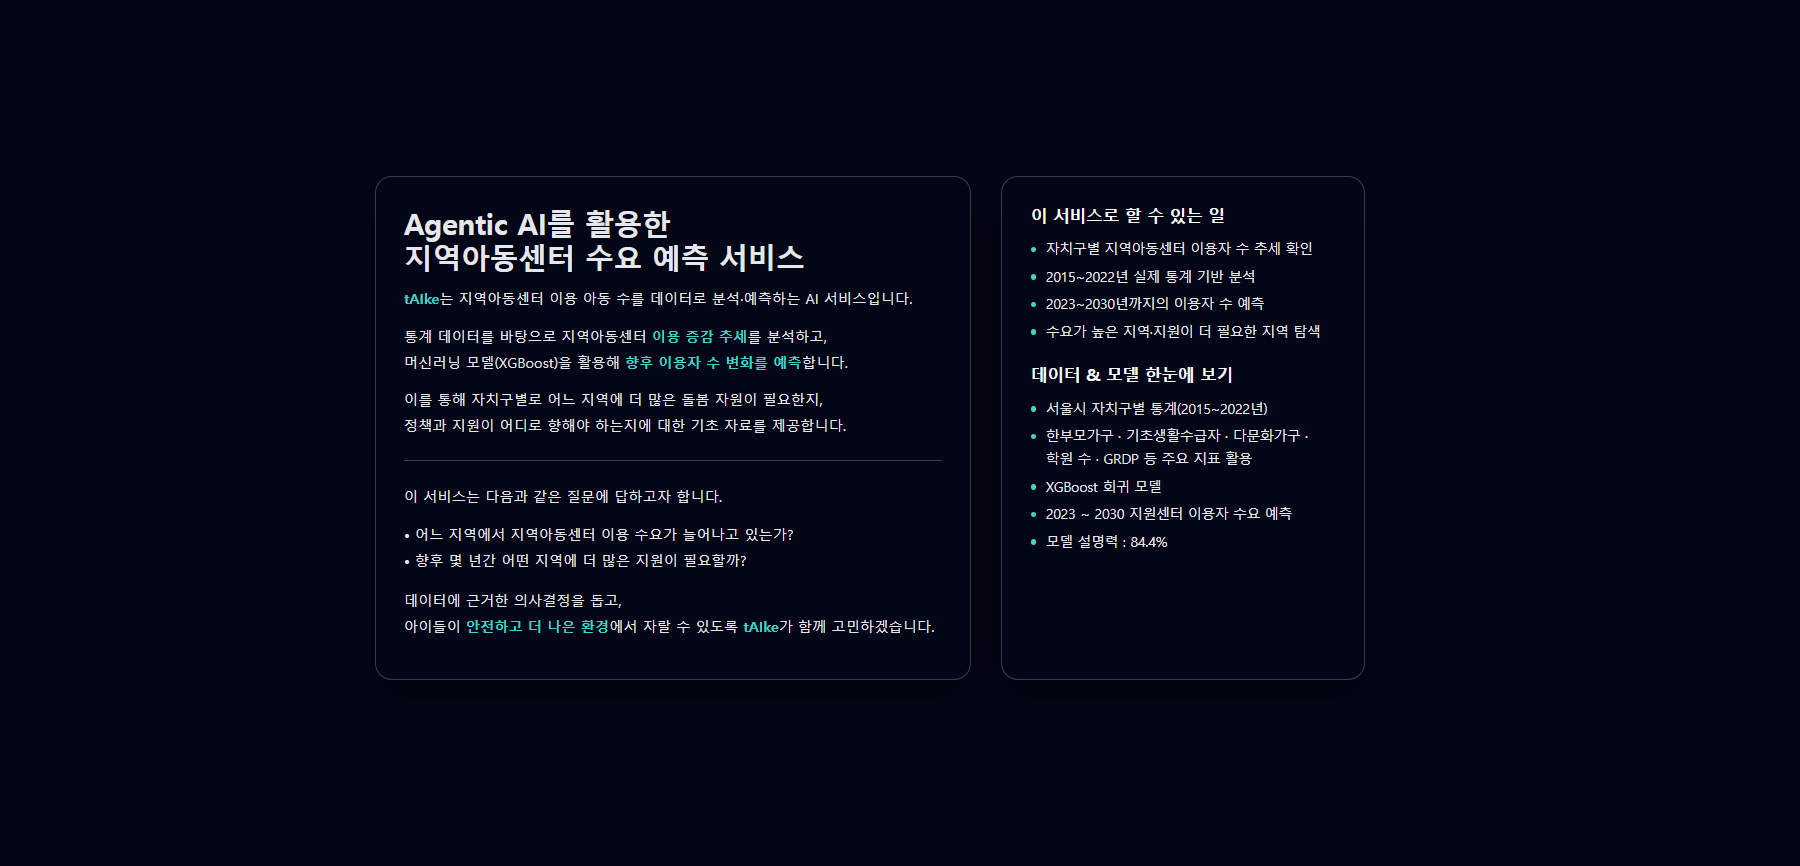 Agentic AI를 활용한
지역아동센터 수요 예측 서비스
tAIke는 지역아동센터 이용 아동 수를 데이터로 분석·예측하는 AI 서비스입니다.
통계 데이터를 바탕으로 지역아동센터 이용 증감 추세를 분석하고,
머신러닝 모델(XGBoost)을 활용해 향후 이용자 수 변화를 예측합니다.
이를 통해 자치구별로 어느 지역에 더 많은 돌봄 자원이 필요한지,
정책과 지원이 어디로 향해야 하는지에 대한 기초 자료를 제공합니다.
이 서비스는 다음과 같은 질문에 답하고자 합니다.
• 어느 지역에서 지역아동센터 이용 수요가 늘어나고 있는가?
• 향후 몇 년간 어떤 지역에 더 많은 지원이 필요할까?
데이터에 근거한 의사결정을 돕고,
아이들이 안전하고 더 나은 환경에서 자랄 수 있도록 tAIke가 함께 고민하겠습니다.
이 서비스로 할 수 있는 일
• 자치구별 지역아동센터 이용자 수 추세 확인
• 2015~2022년 실제 통계 기반 분석
• 2023~2030년까지의 이용자 수 예측
• 수요가 높은 지역·지원이 더 필요한 지역 탐색
데이터 & 모델 한눈에 보기
• 서울시 자치구별 통계(2015~2022년)
• 한부모가구 · 기초생활수급자 · 다문화가구 ·
학원 수 · GRDP 등 주요 지표 활용
• XGBoost 회귀 모델
• 2023 ~ 2030 지원센터 이용자 수요 예측
• 모델 설명력 : 84.4%